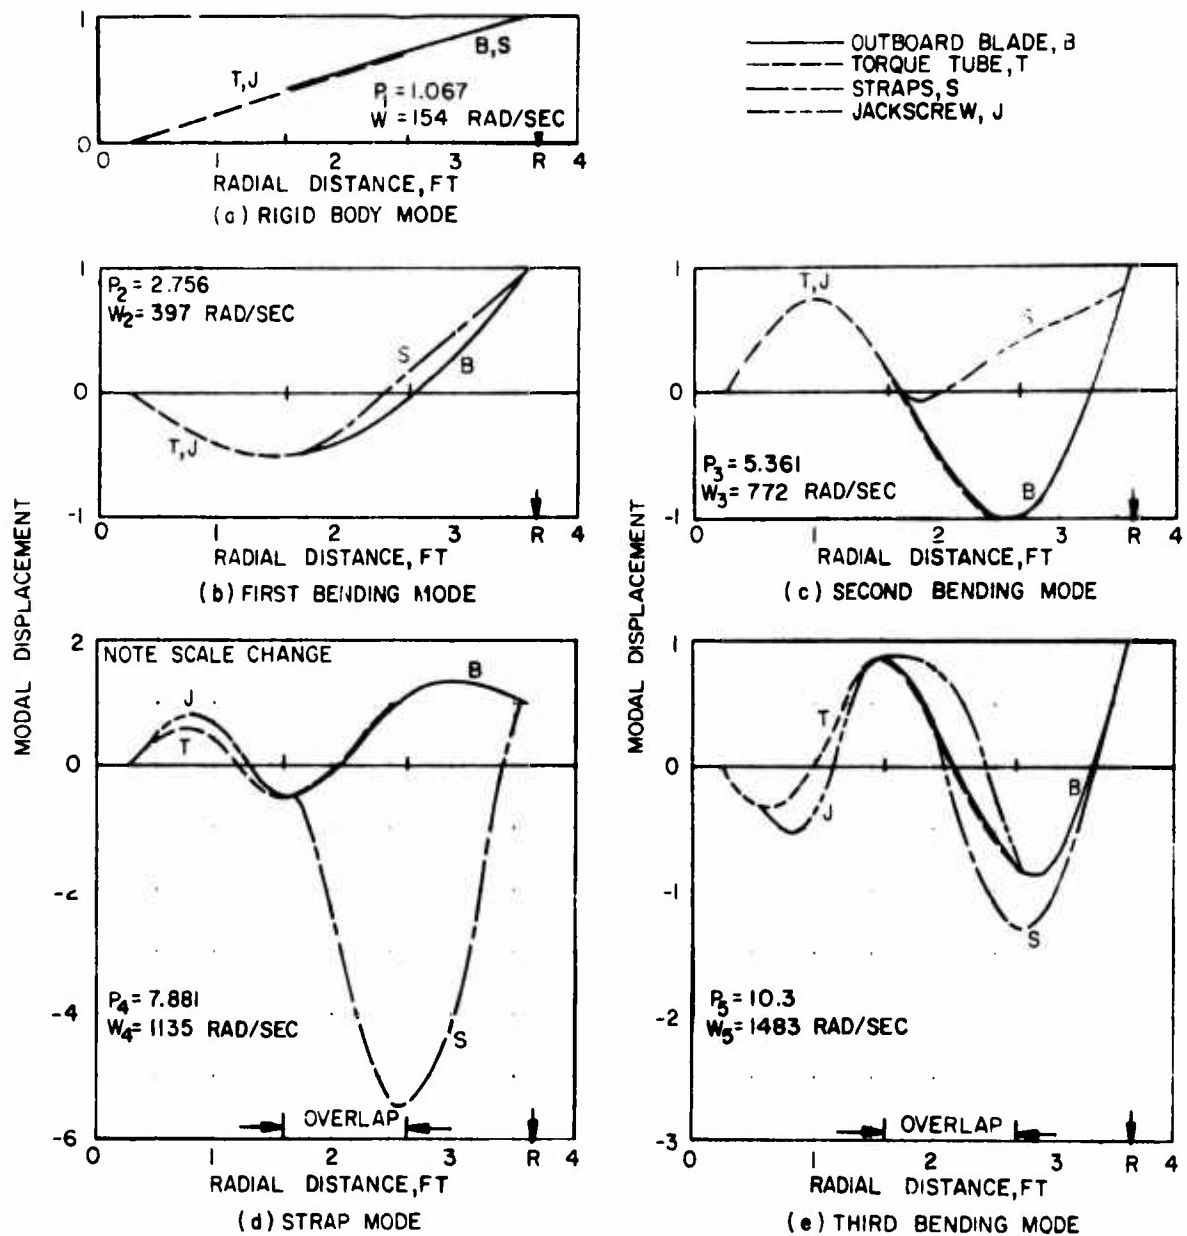 1
B,S
T,J
P₁ = 1.067
W = 154 RAD/SEC
0
0 1 2 3 R 4
RADIAL DISTANCE, FT
(a) RIGID BODY MODE
OUTBOARD BLADE, B
TORQUE TUBE, T
STRAPS, S
JACKSCREW, J
1
P₂ = 2.756
W₂ = 397 RAD/SEC
S
B
0
T,J
-1
0 1 2 3 R 4
RADIAL DISTANCE, FT
(b) FIRST BENDING MODE
1
T,J
S
0
P₃ = 5.361
W₃ = 772 RAD/SEC
B
-1
0 1 2 3 R 4
RADIAL DISTANCE, FT
(c) SECOND BENDING MODE
MODAL DISPLACEMENT
MODAL DISPLACEMENT
2
NOTE SCALE CHANGE
B
J
T
0
-2
-4
P₄ = 7.881
W₄ = 1135 RAD/SEC
S
OVERLAP
-6
0 1 2 3 R 4
RADIAL DISTANCE, FT
(d) STRAP MODE
1
T
0
B
J
-1
S
P₅ = 10.3
W₅ = 1483 RAD/SEC
-2
OVERLAP
-3
0 1 2 3 R 4
RADIAL DISTANCE, FT
(e) THIRD BENDING MODE